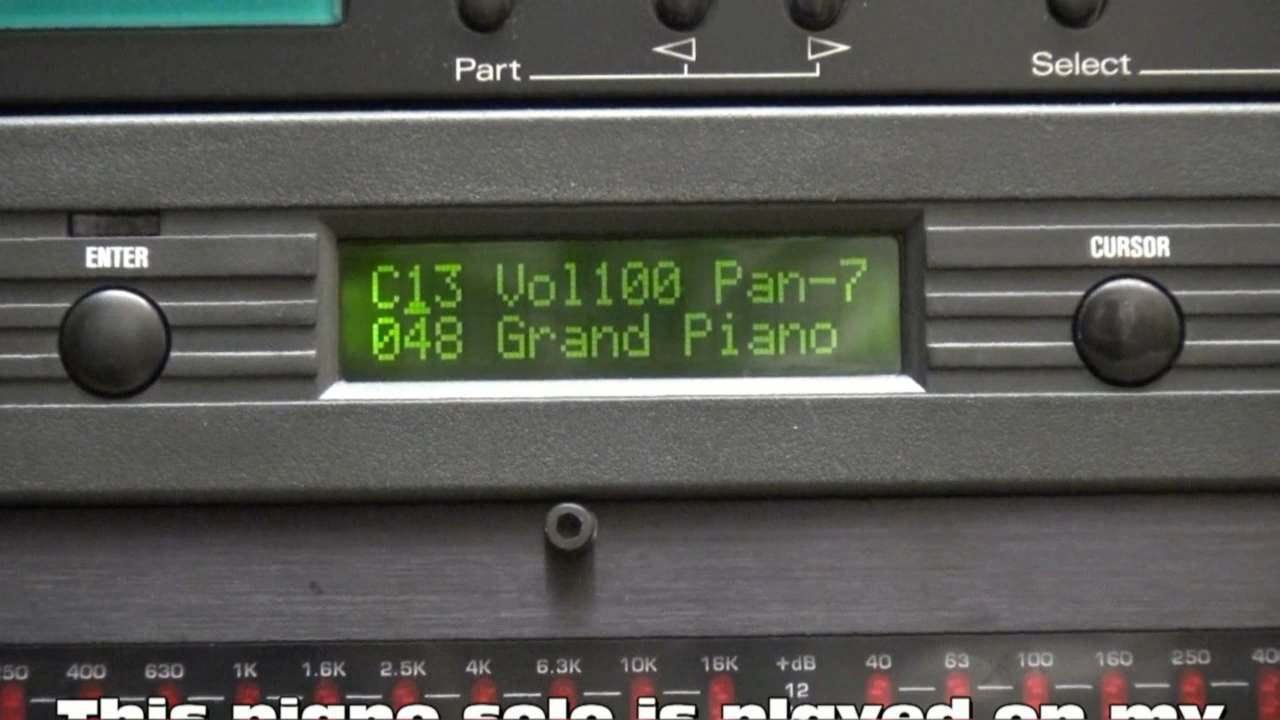 Part
Select
ENTER
CURSOR
C13 Vol100 Pan-7
048 Grand Piano
400 630 1K 1.6K 2.5K 4K 6.3K 10K 16K +dB 40 63 100 160 250
12
This piano solo is played on my